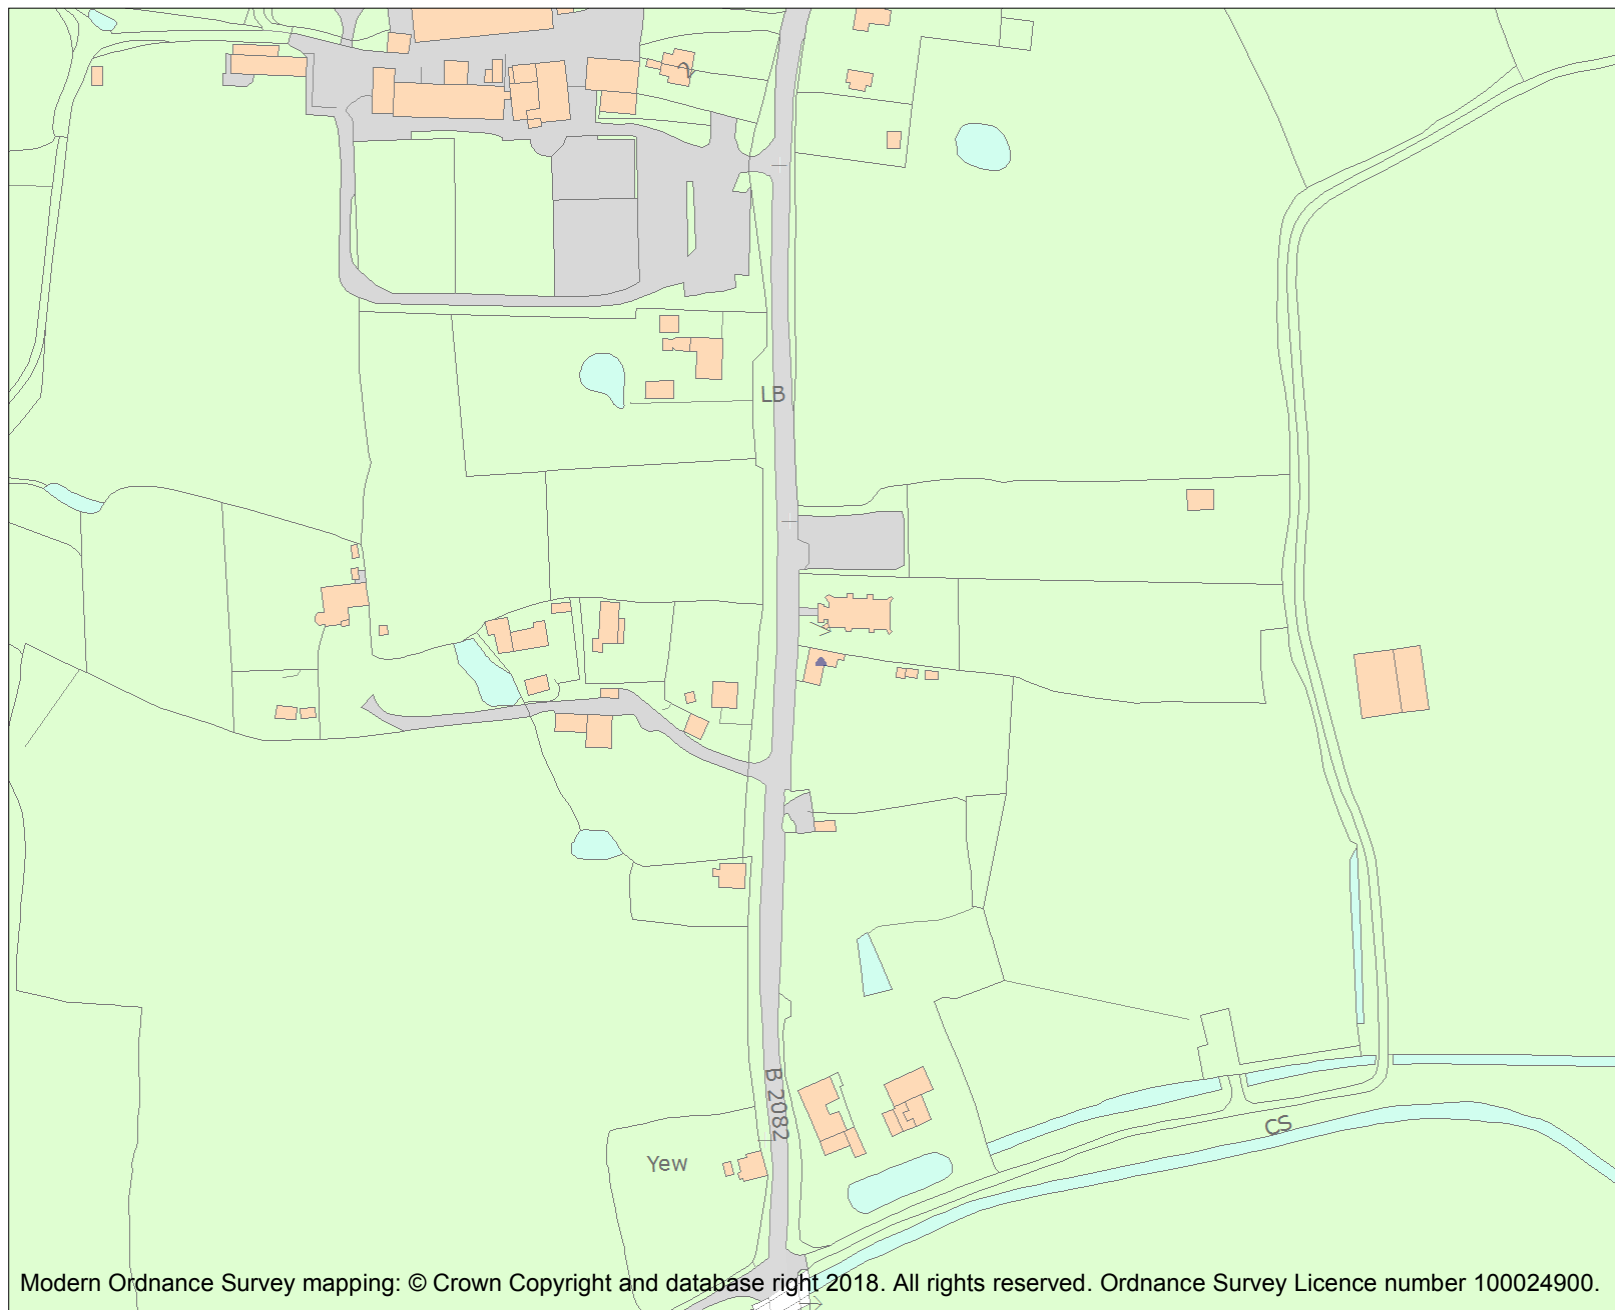 2
LB
B 2082
CS
Yew
Modern Ordnance Survey mapping: © Crown Copyright and database right 2018. All rights reserved. Ordnance Survey Licence number 100024900.